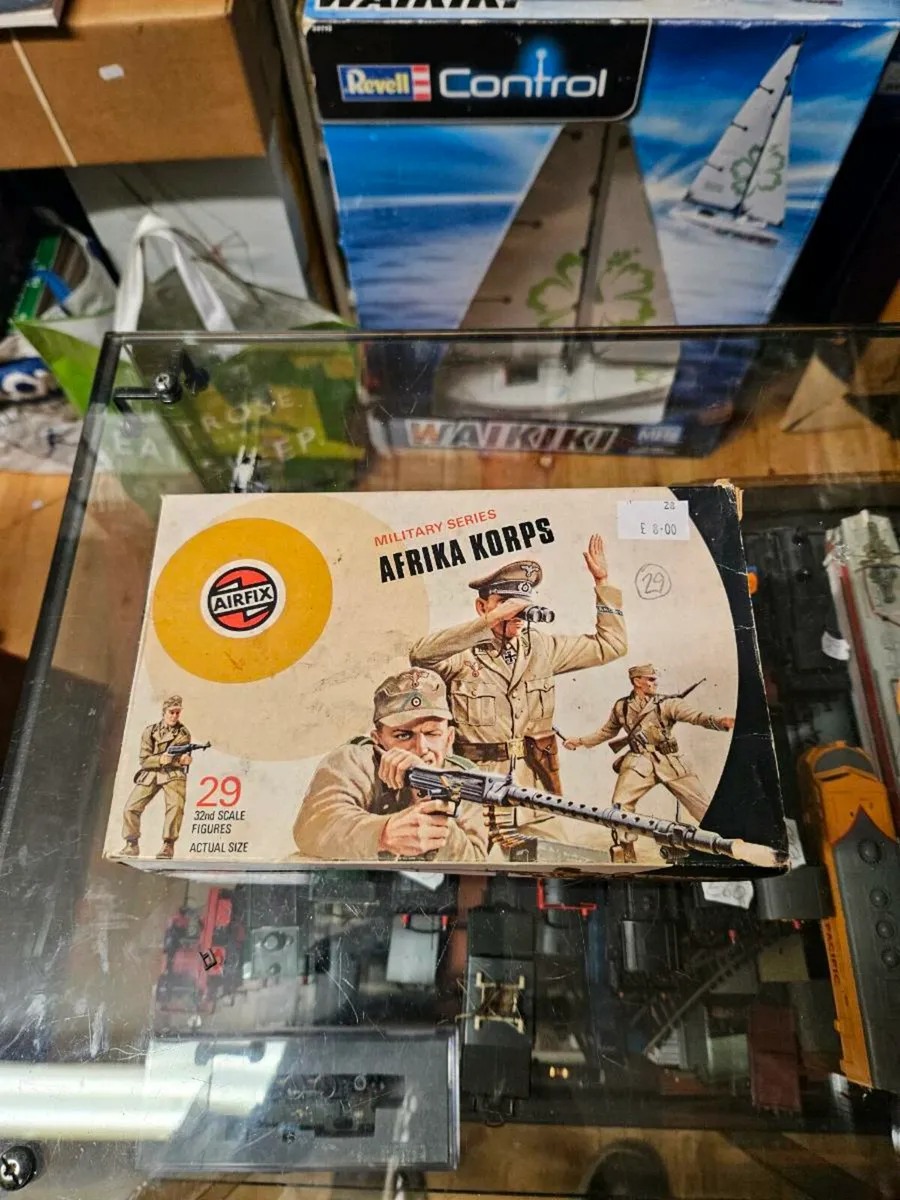 WAIKIKI
Revell Control
WAIKIKI
AIRFIX
MILITARY SERIES
AFRIKA KORPS
28
£ 8·00
29
29
32nd SCALE
FIGURES
ACTUAL SIZE